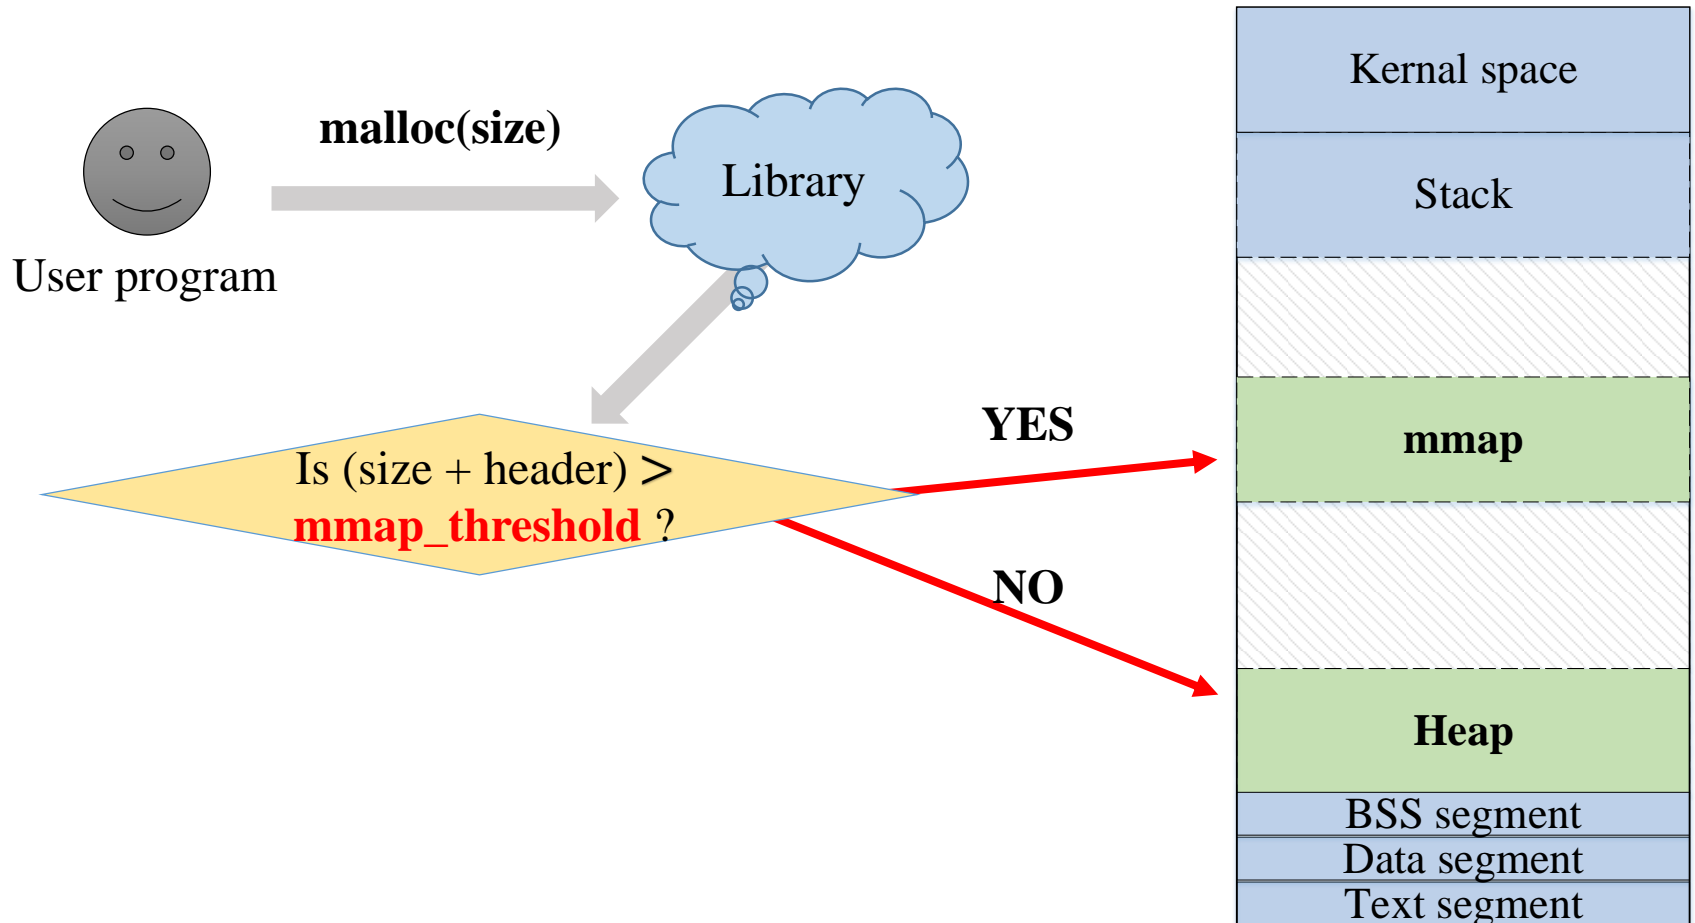 malloc(size)
Library
User program
Is (size + header) >
mmap_threshold ?
YES
NO
Kernal space
Stack
mmap
Heap
BSS segment
Data segment
Text segment